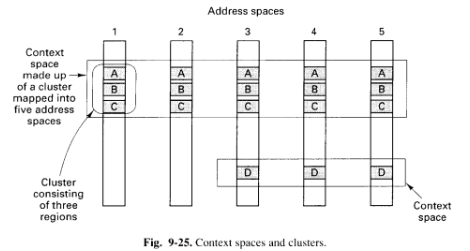 Address spaces
1 2 3 4 5
Context
space
made up
of a cluster
mapped into
five address
spaces
A A A A A
B B B B B
C C C C C
Cluster
consisting
of three
regions
D D D
Context
space
Fig. 9-25. Context spaces and clusters.